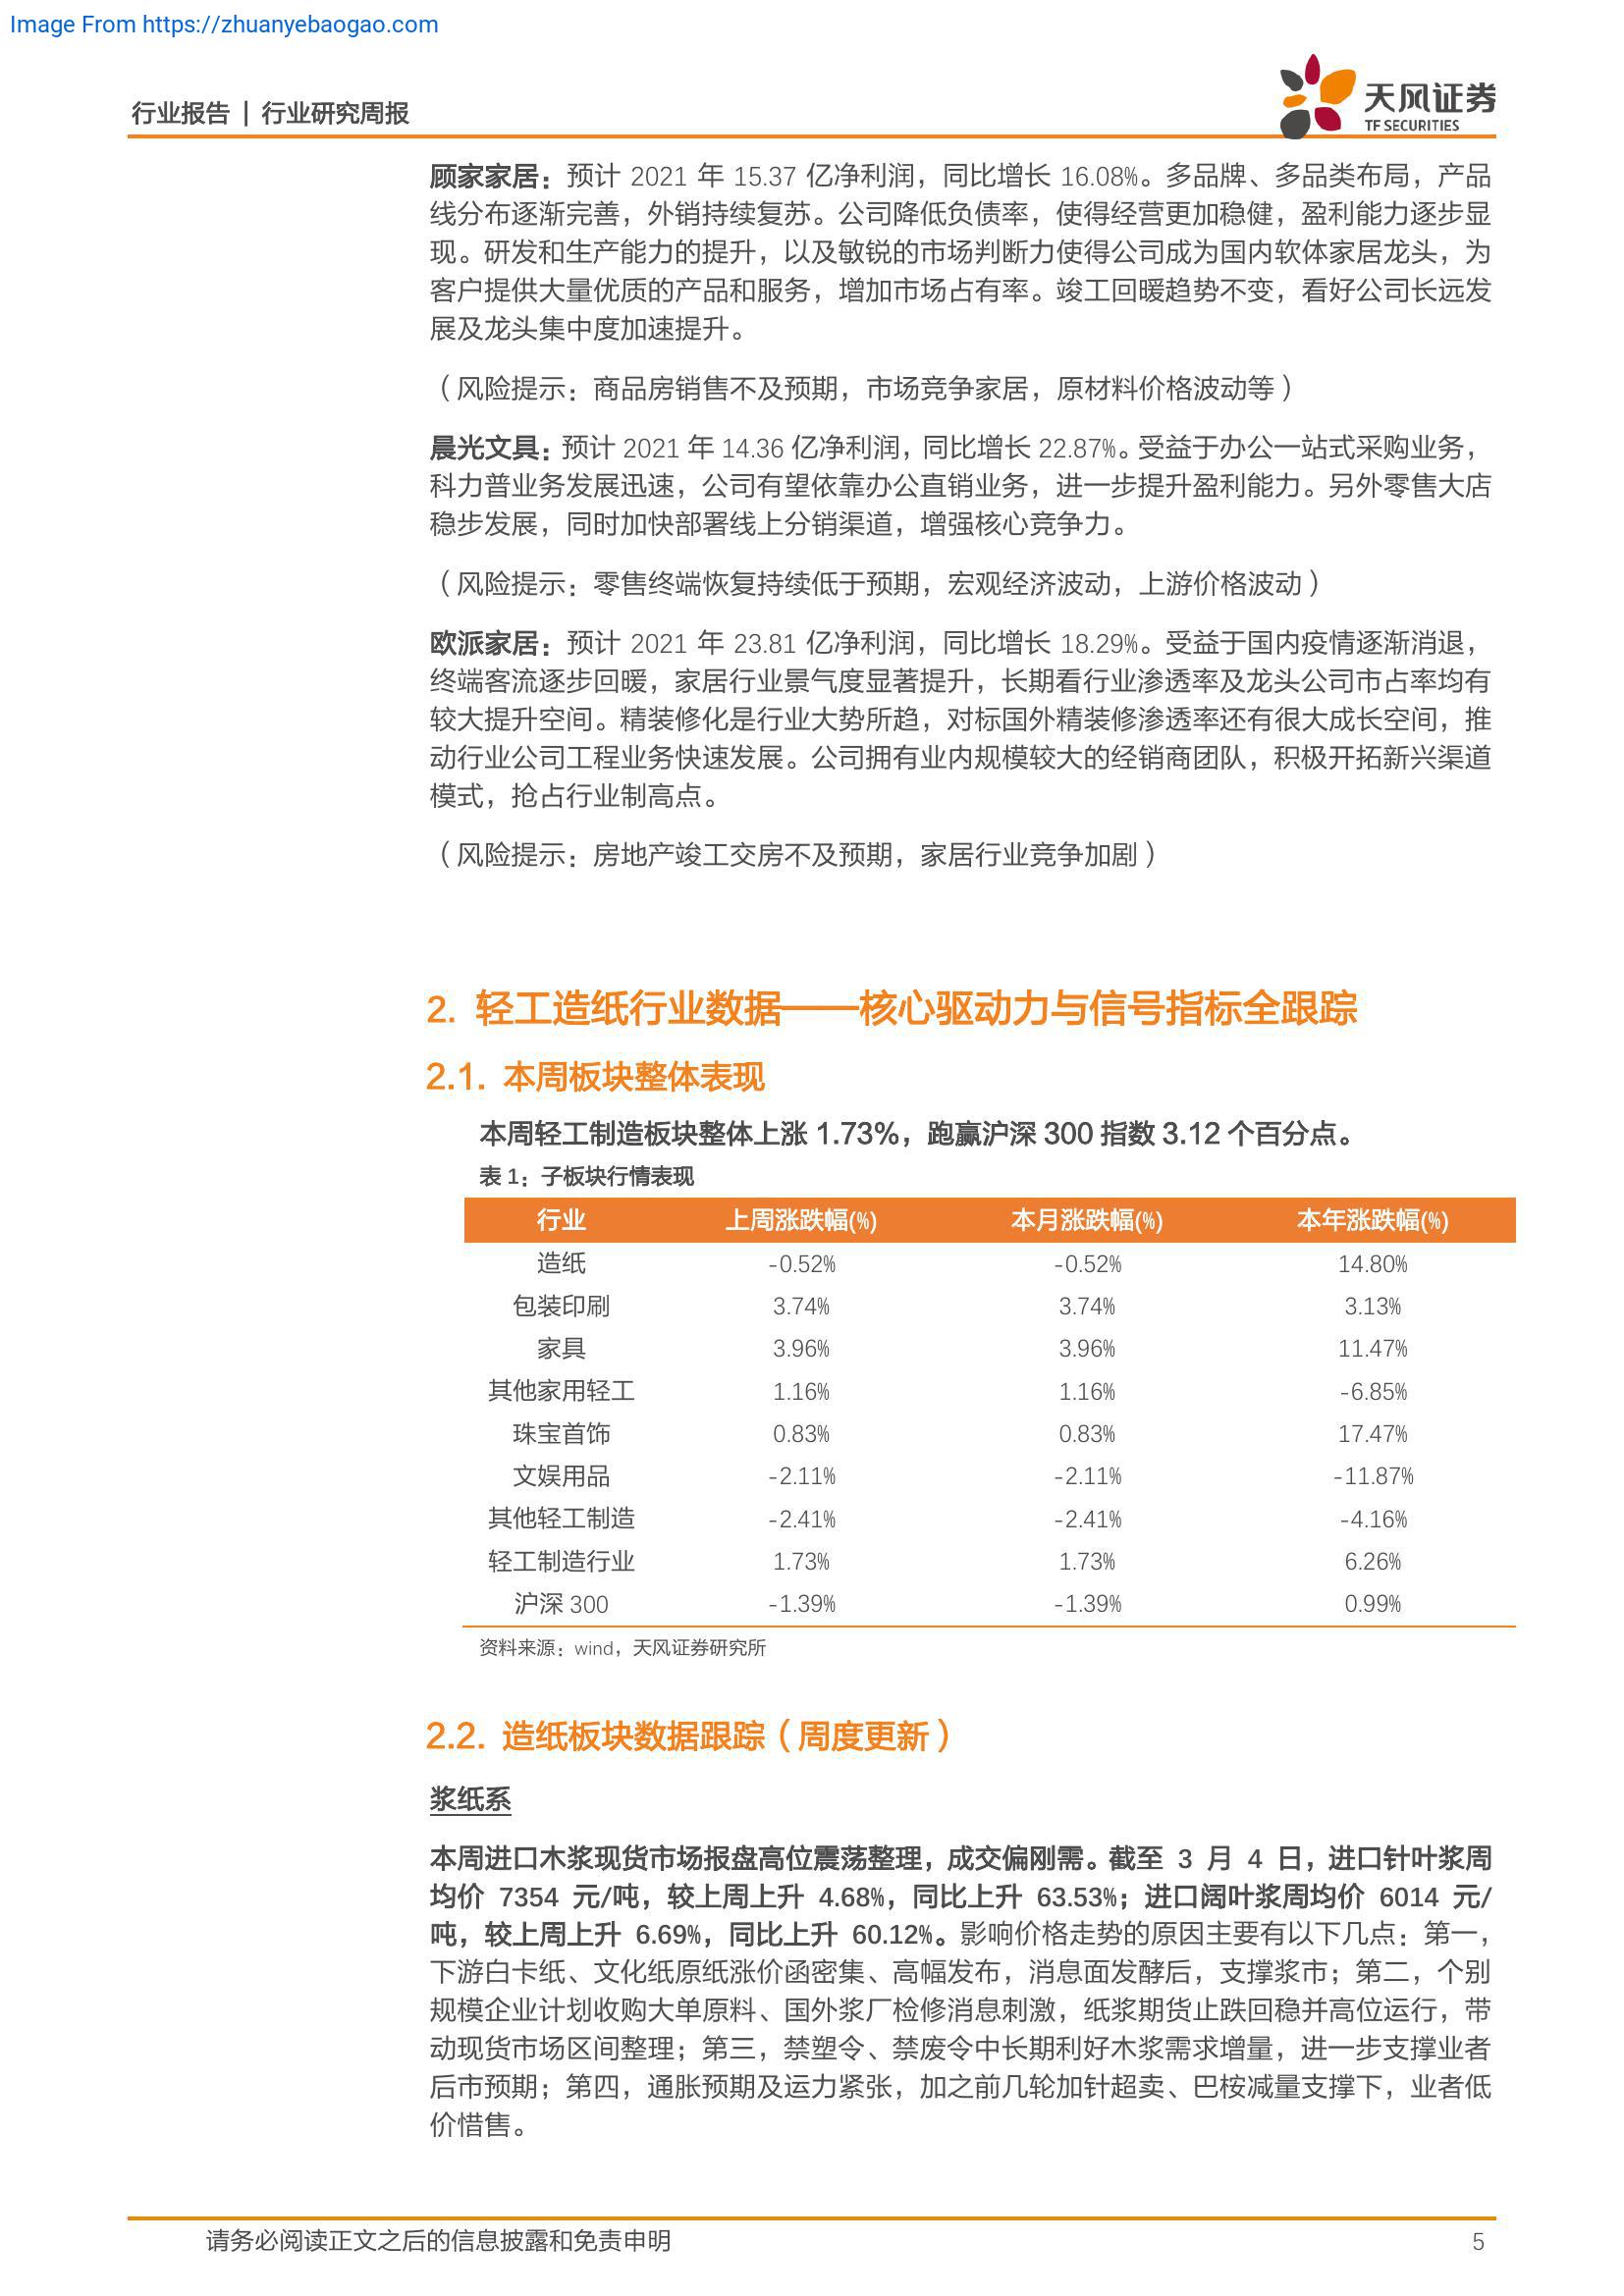 Image From https://zhuanyebaogao.com
行业报告 | 行业研究周报
天风证券
TF SECURITIES
顾家家居：预计 2021 年 15.37 亿净利润，同比增长 16.08%。多品牌、多品类布局，产品
线分布逐渐完善，外销持续复苏。公司降低负债率，使得经营更加稳健，盈利能力逐步显
现。研发和生产能力的提升，以及敏锐的市场判断力使得公司成为国内软体家居龙头，为
客户提供大量优质的产品和服务，增加市场占有率。竣工回暖趋势不变，看好公司长远发
展及龙头集中度加速提升。
（风险提示：商品房销售不及预期，市场竞争家居，原材料价格波动等）
晨光文具：预计 2021 年 14.36 亿净利润，同比增长 22.87%。受益于办公一站式采购业务，
科力普业务发展迅速，公司有望依靠办公直销业务，进一步提升盈利能力。另外零售大店
稳步发展，同时加快部署线上分销渠道，增强核心竞争力。
（风险提示：零售终端恢复持续低于预期，宏观经济波动，上游价格波动）
欧派家居：预计 2021 年 23.81 亿净利润，同比增长 18.29%。受益于国内疫情逐渐消退，
终端客流逐步回暖，家居行业景气度显著提升，长期看行业渗透率及龙头公司市占率均有
较大提升空间。精装修化是行业大势所趋，对标国外精装修渗透率还有很大成长空间，推
动行业公司工程业务快速发展。公司拥有业内规模较大的经销商团队，积极开拓新兴渠道
模式，抢占行业制高点。
（风险提示：房地产竣工交房不及预期，家居行业竞争加剧）
2. 轻工造纸行业数据——核心驱动力与信号指标全跟踪
2.1. 本周板块整体表现
本周轻工制造板块整体上涨 1.73%，跑赢沪深 300 指数 3.12 个百分点。
表 1：子板块行情表现
行业 上周涨跌幅(%) 本月涨跌幅(%) 本年涨跌幅(%)
造纸 -0.52% -0.52% 14.80%
包装印刷 3.74% 3.74% 3.13%
家具 3.96% 3.96% 11.47%
其他家用轻工 1.16% 1.16% -6.85%
珠宝首饰 0.83% 0.83% 17.47%
文娱用品 -2.11% -2.11% -11.87%
其他轻工制造 -2.41% -2.41% -4.16%
轻工制造行业 1.73% 1.73% 6.26%
沪深 300 -1.39% -1.39% 0.99%
资料来源：wind，天风证券研究所
2.2. 造纸板块数据跟踪（周度更新）
浆纸系
本周进口木浆现货市场报盘高位震荡整理，成交偏刚需。截至 3 月 4 日，进口针叶浆周
均价 7354 元/吨，较上周上升 4.68%，同比上升 63.53%；进口阔叶浆周均价 6014 元/
吨，较上周上升 6.69%，同比上升 60.12%。影响价格走势的原因主要有以下几点：第一，
下游白卡纸、文化纸原纸涨价函密集、高幅发布，消息面发酵后，支撑浆市；第二，个别
规模企业计划收购大单原料、国外浆厂检修消息刺激，纸浆期货止跌回稳并高位运行，带
动现货市场区间整理；第三，禁塑令、禁废令中长期利好木浆需求增量，进一步支撑业者
后市预期；第四，通胀预期及运力紧张，加之前几轮加针超卖、巴桉减量支撑下，业者低
价惜售。
请务必阅读正文之后的信息披露和免责申明 5